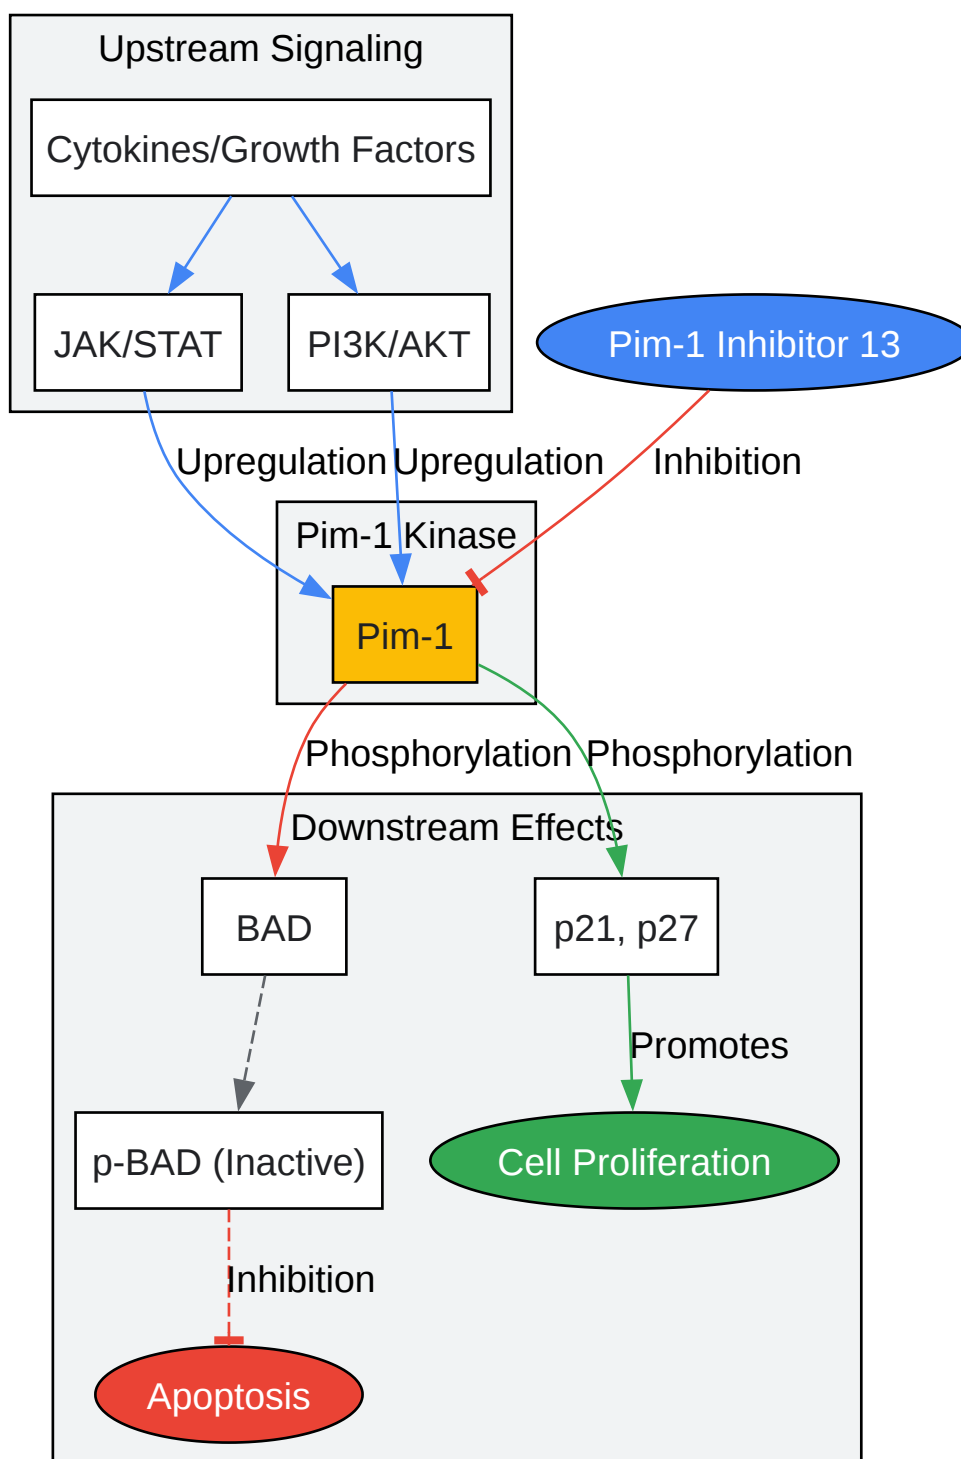 Upstream Signaling
Cytokines/Growth Factors
JAK/STAT
PI3K/AKT
Pim-1 Inhibitor 13
Upregulation
Upregulation
Inhibition
Pim-1 Kinase
Pim-1
Phosphorylation
Phosphorylation
Downstream Effects
BAD
p21, p27
Promotes
p-BAD (Inactive)
Cell Proliferation
Inhibition
Apoptosis